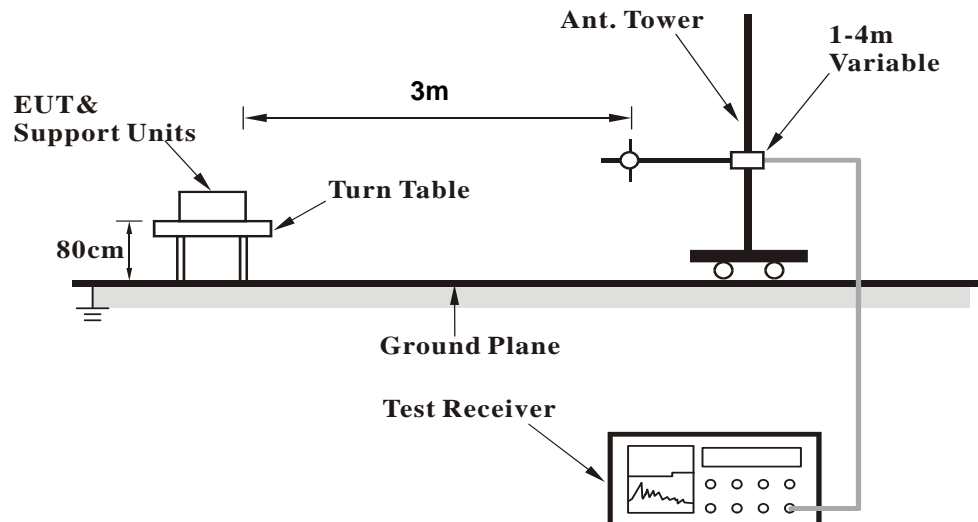 Ant. Tower
1-4m
Variable
3m
EUT&
Support Units
Turn Table
80cm
Ground Plane
Test Receiver